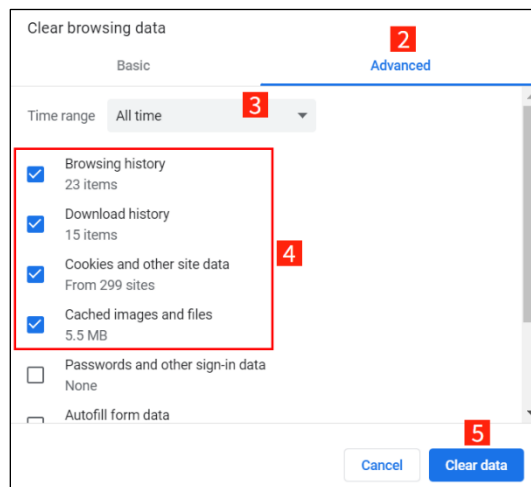 Clear browsing data
2
Basic
Advanced
3
Time range
All time
Browsing history
23 items
Download history
15 items
4
Cookies and other site data
From 299 sites
Cached images and files
5.5 MB
Passwords and other sign-in data
None
Autofill form data
5
Cancel
Clear data